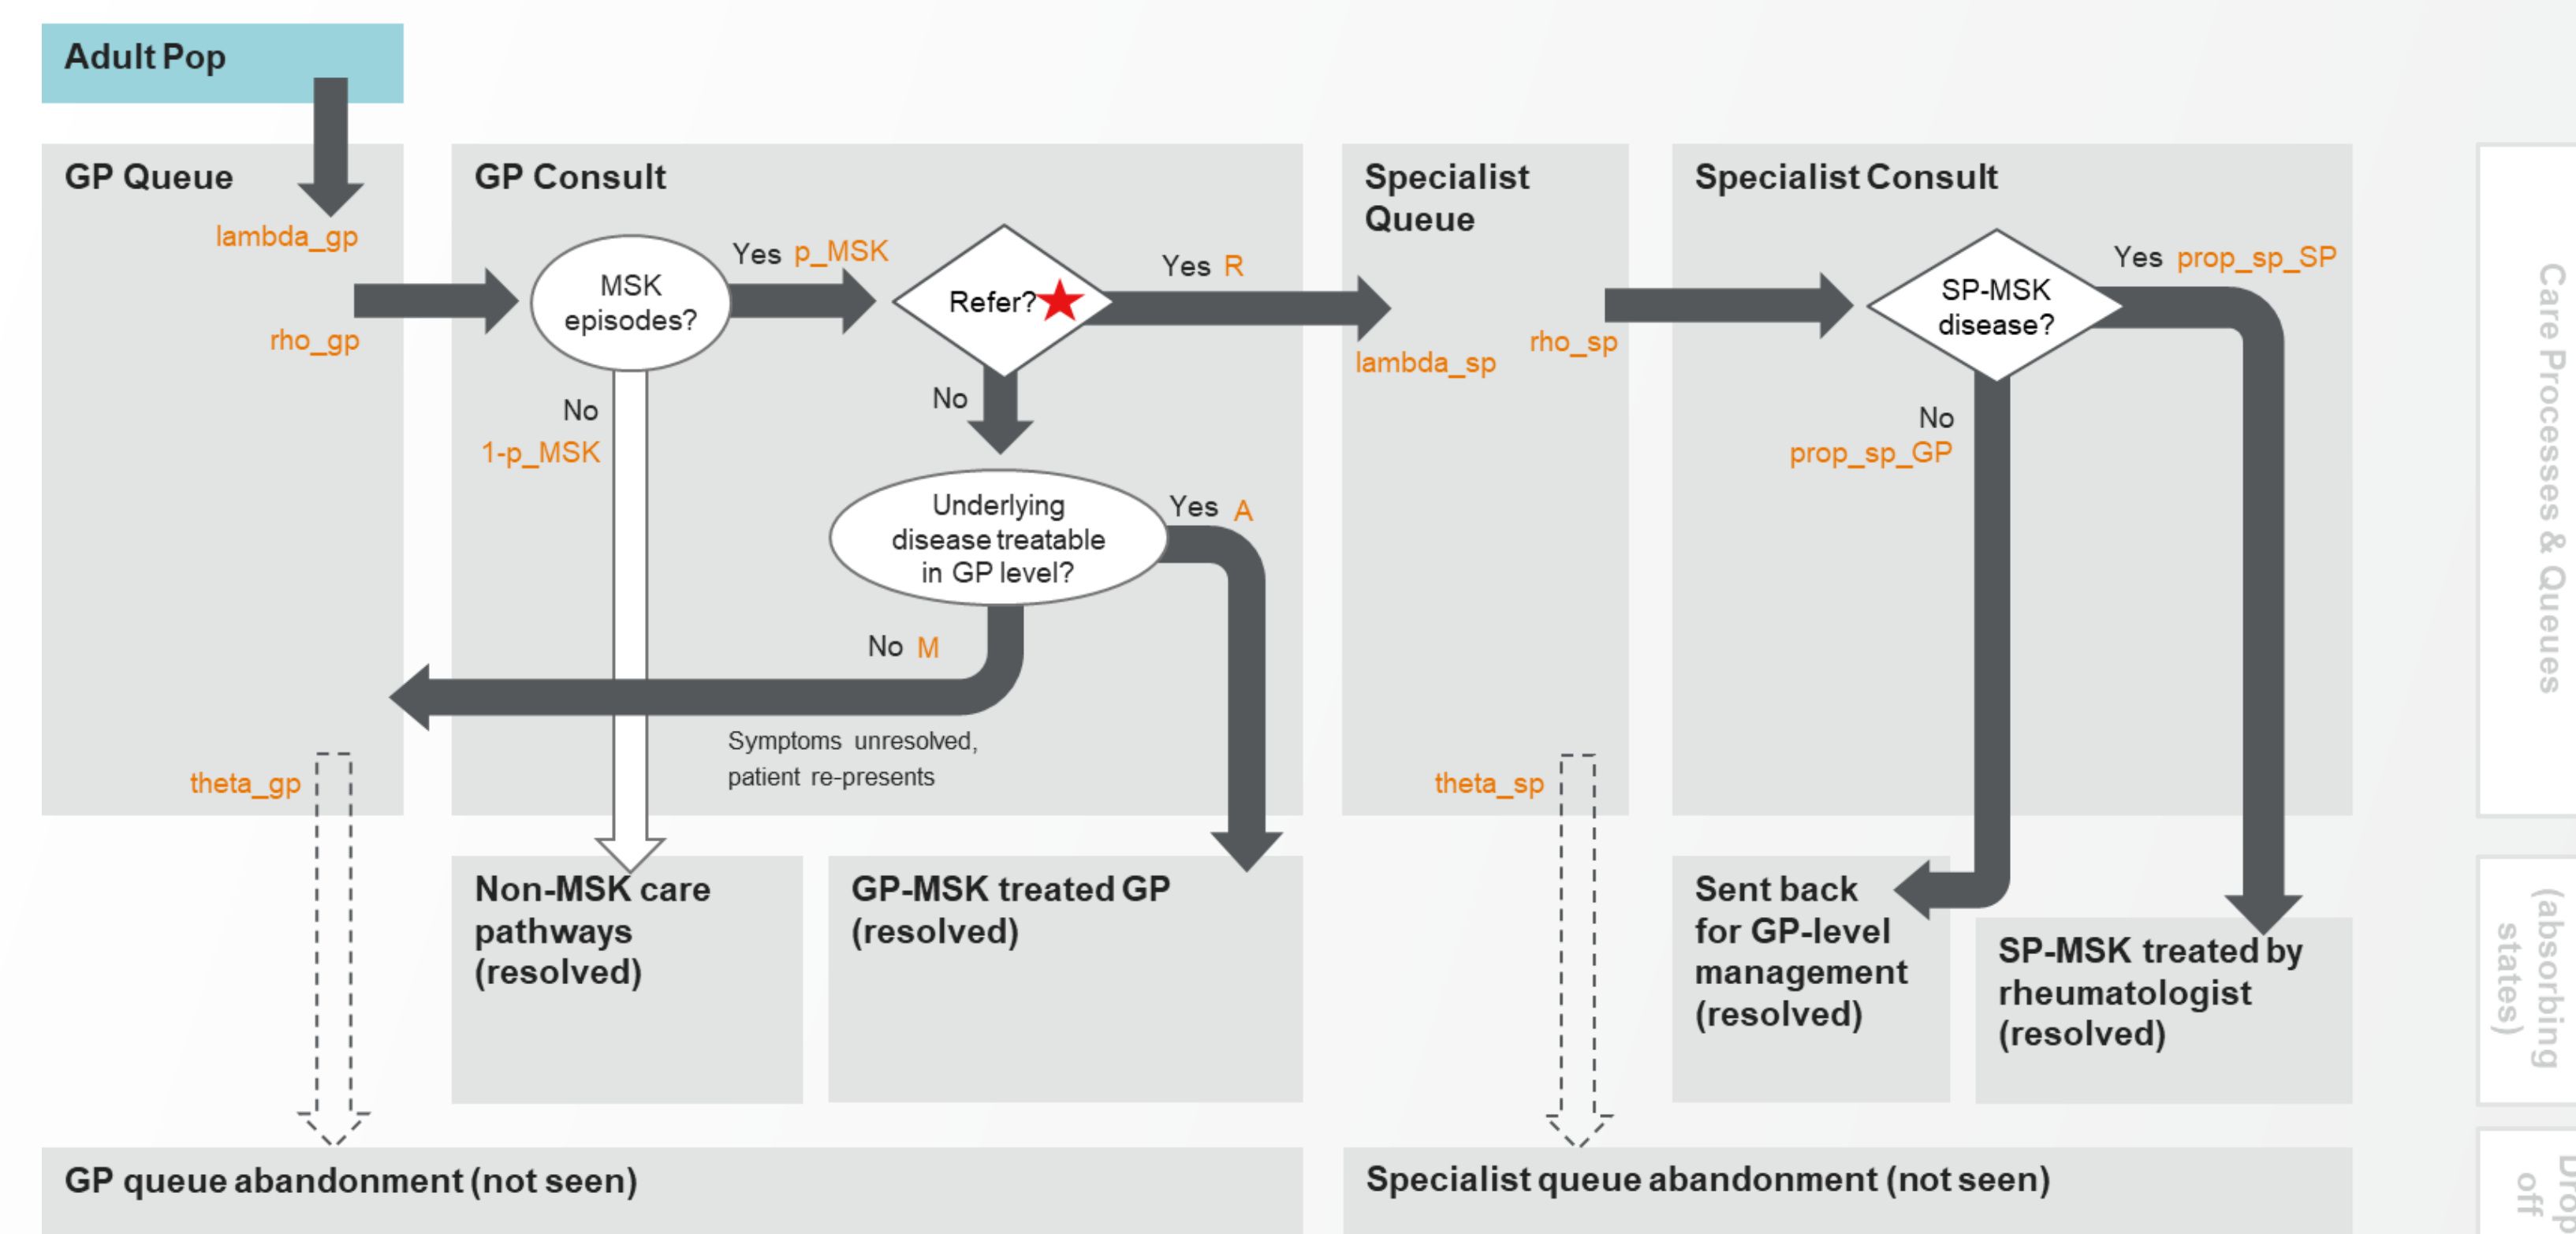 Adult Pop
GP Queue
lambda_gp
rho_gp
theta_gp
GP Consult
MSK
episodes?
Yes p_MSK
No
1-p_MSK
Refer?
Yes R
No
Underlying
disease treatable
in GP level?
Yes A
No M
Symptoms unresolved,
patient re-presents
Specialist
Queue
lambda_sp
rho_sp
theta_sp
Specialist Consult
SP-MSK
disease?
Yes prop_sp_SP
No
prop_sp_GP
Non-MSK care
pathways
(resolved)
GP-MSK treated GP
(resolved)
Sent back
for GP-level
management
(resolved)
SP-MSK treated by
rheumatologist
(resolved)
GP queue abandonment (not seen)
Specialist queue abandonment (not seen)
Care Processes & Queues
(absorbing
states)
Drop
off